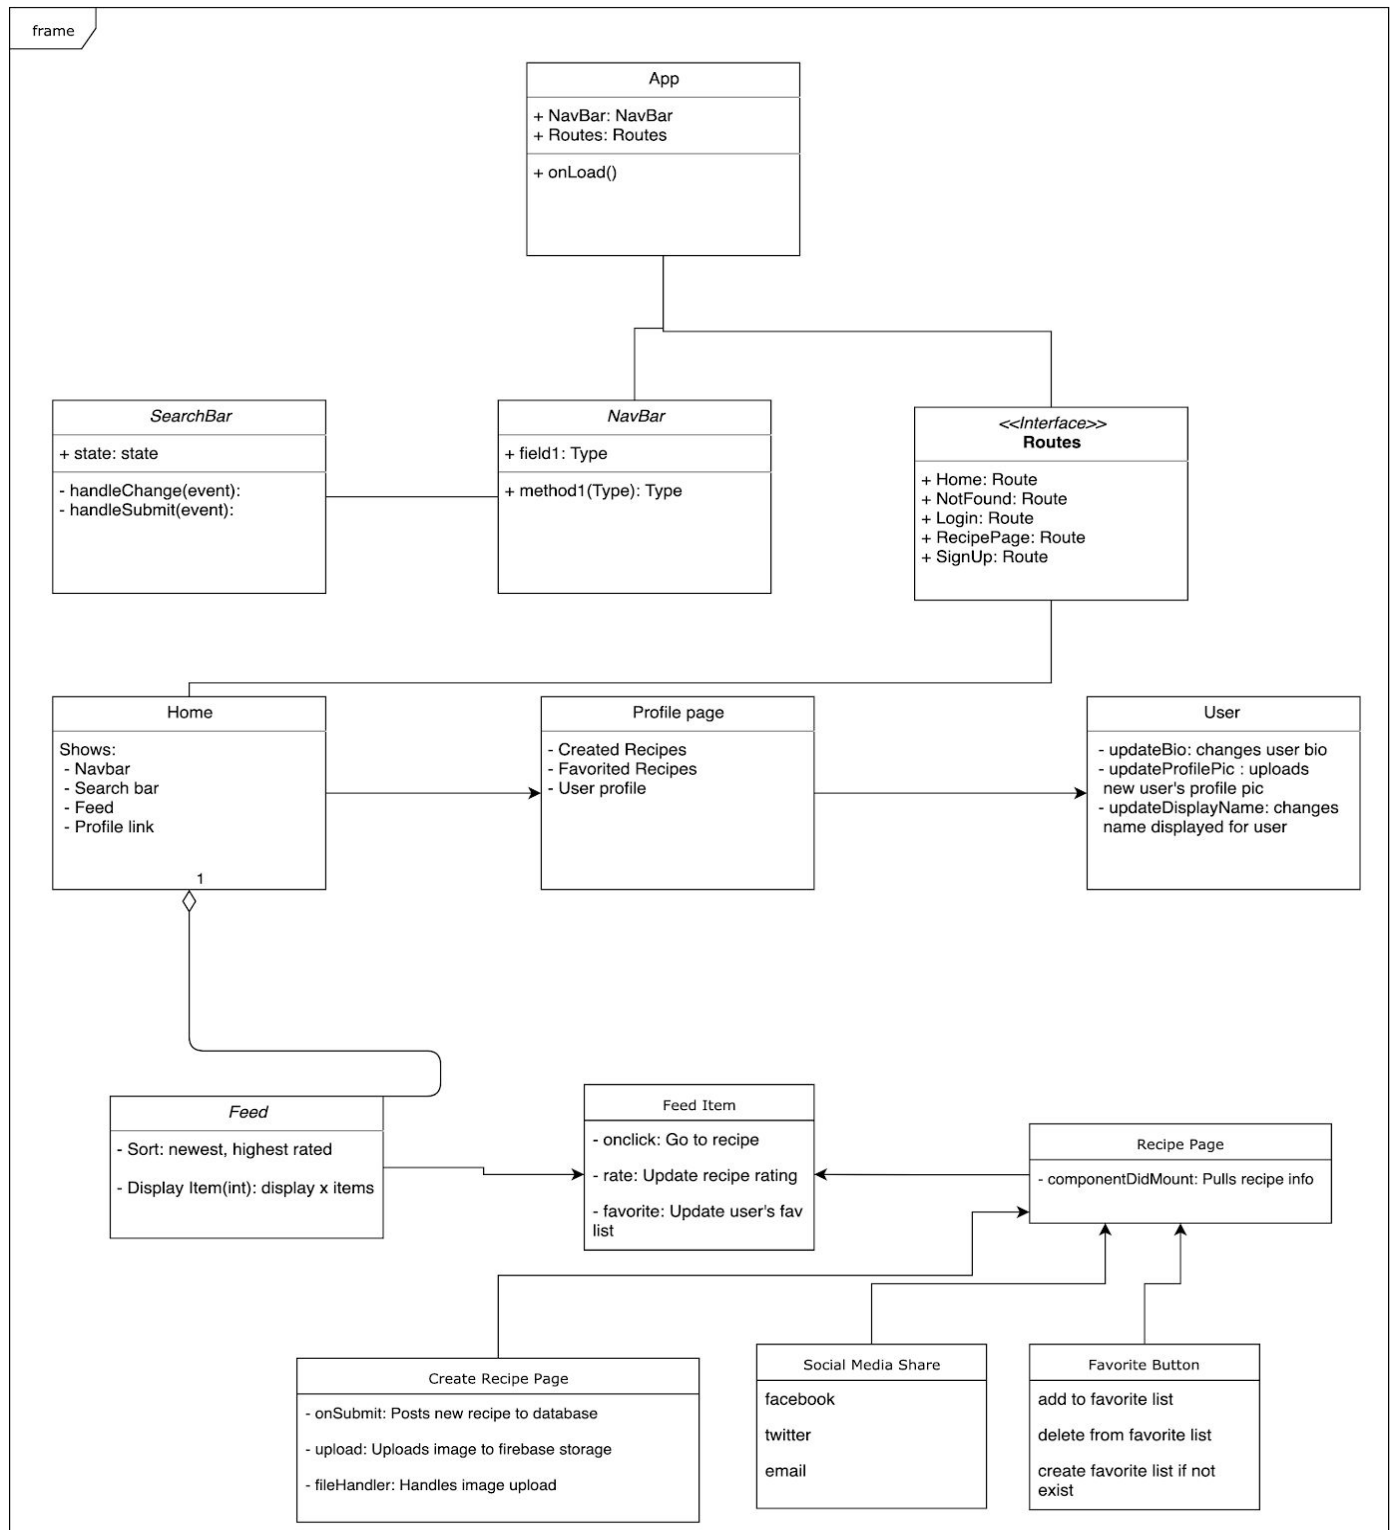 frame
App
+ NavBar: NavBar
+ Routes: Routes
+ onLoad()
SearchBar
+ state: state
- handleChange(event):
- handleSubmit(event):
NavBar
+ field1: Type
+ method1(Type): Type
<<Interface>>
Routes
+ Home: Route
+ NotFound: Route
+ Login: Route
+ RecipePage: Route
+ SignUp: Route
Home
Shows:
- Navbar
- Search bar
- Feed
- Profile link
1
Profile page
- Created Recipes
- Favorited Recipes
- User profile
User
- updateBio: changes user bio
- updateProfilePic : uploads
new user's profile pic
- updateDisplayName: changes
name displayed for user
Feed
- Sort: newest, highest rated
- Display Item(int): display x items
Feed Item
- onclick: Go to recipe
- rate: Update recipe rating
- favorite: Update user's fav
list
Recipe Page
- componentDidMount: Pulls recipe info
Create Recipe Page
- onSubmit: Posts new recipe to database
- upload: Uploads image to firebase storage
- fileHandler: Handles image upload
Social Media Share
facebook
twitter
email
Favorite Button
add to favorite list
delete from favorite list
create favorite list if not
exist